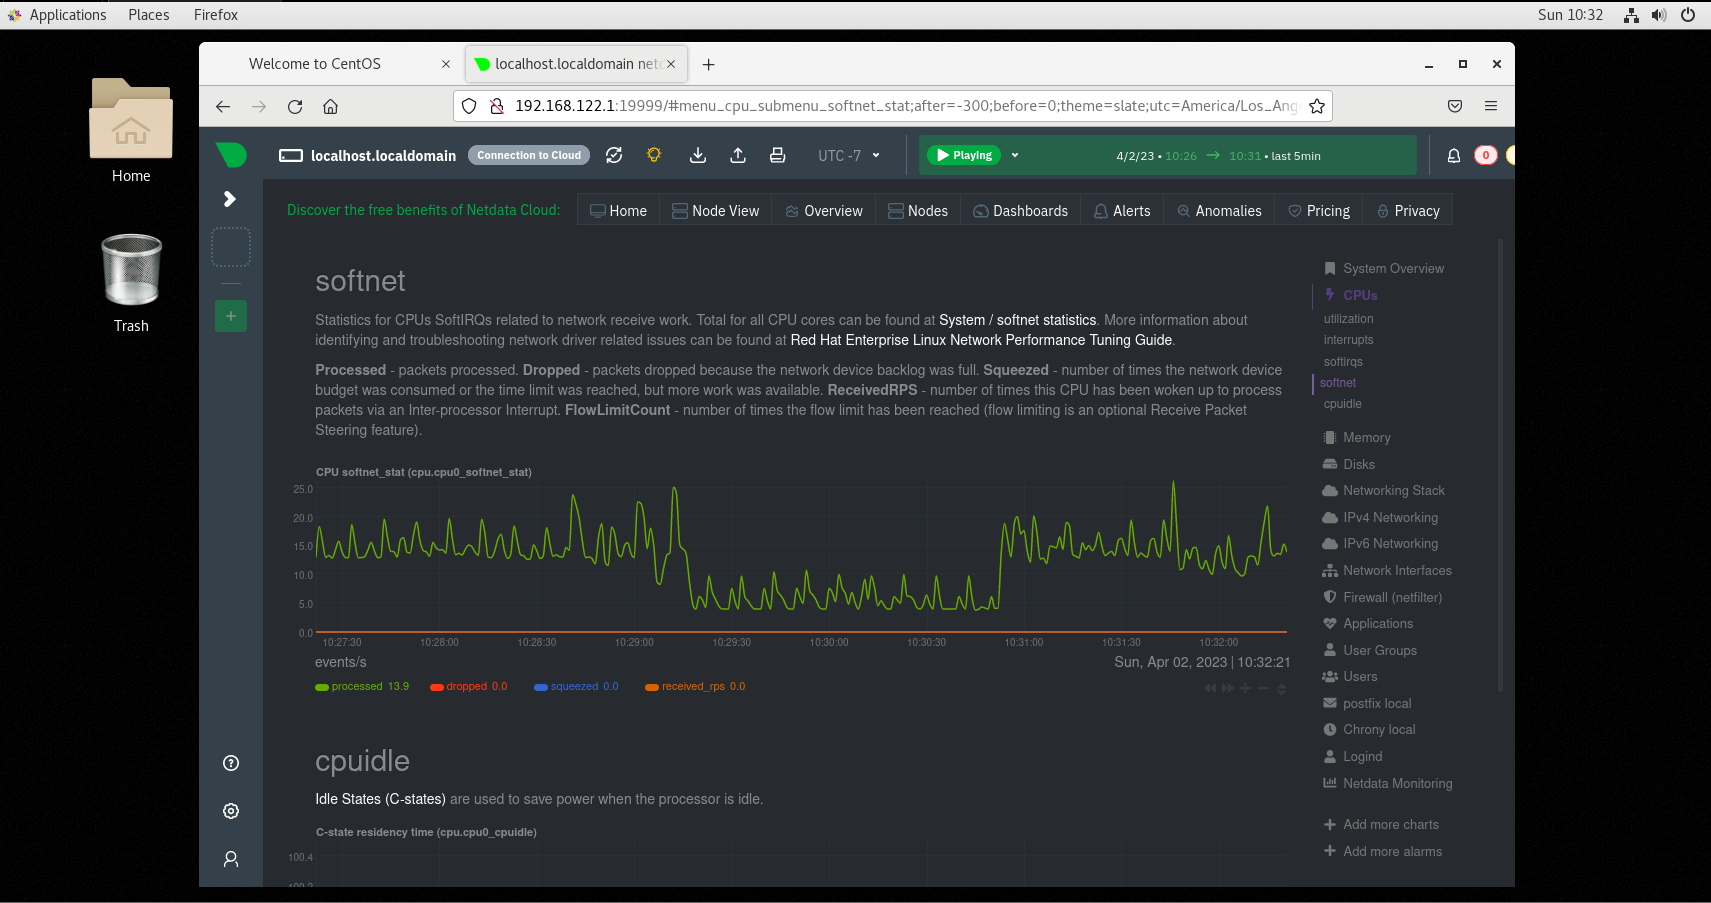 Applications Places Firefox Sun 10:32
Home
Trash
Welcome to CentOS localhost.localdomain netd
192.168.122.1:19999/#menu_cpu_submenu_softnet_stat;after=-300;before=0;theme=slate;utc=America/Los_Ang
localhost.localdomain Connection to Cloud UTC -7 Playing 4/2/23 • 10:26 → 10:31 • last 5min 0
Discover the free benefits of Netdata Cloud: Home Node View Overview Nodes Dashboards Alerts Anomalies Pricing Privacy
softnet
Statistics for CPUs SoftIRQs related to network receive work. Total for all CPU cores can be found at System / softnet statistics. More information about
identifying and troubleshooting network driver related issues can be found at Red Hat Enterprise Linux Network Performance Tuning Guide.
Processed - packets processed. Dropped - packets dropped because the network device backlog was full. Squeezed - number of times the network device
budget was consumed or the time limit was reached, but more work was available. ReceivedRPS - number of times this CPU has been woken up to process
packets via an Inter-processor Interrupt. FlowLimitCount - number of times the flow limit has been reached (flow limiting is an optional Receive Packet
Steering feature).
CPU softnet_stat (cpu.cpu0_softnet_stat)
25.0
20.0
15.0
10.0
5.0
0.0
10:27:30 10:28:00 10:28:30 10:29:00 10:29:30 10:30:00 10:30:30 10:31:00 10:31:30 10:32:00
events/s Sun, Apr 02, 2023 | 10:32:21
processed 13.9 dropped 0.0 squeezed 0.0 received_rps 0.0
cpuidle
Idle States (C-states) are used to save power when the processor is idle.
C-state residency time (cpu.cpu0_cpuidle)
100.4
100.2
System Overview
CPUs
utilization
interrupts
softirqs
softnet
cpuidle
Memory
Disks
Networking Stack
IPv4 Networking
IPv6 Networking
Network Interfaces
Firewall (netfilter)
Applications
User Groups
Users
postfix local
Chrony local
Logind
Netdata Monitoring
Add more charts
Add more alarms